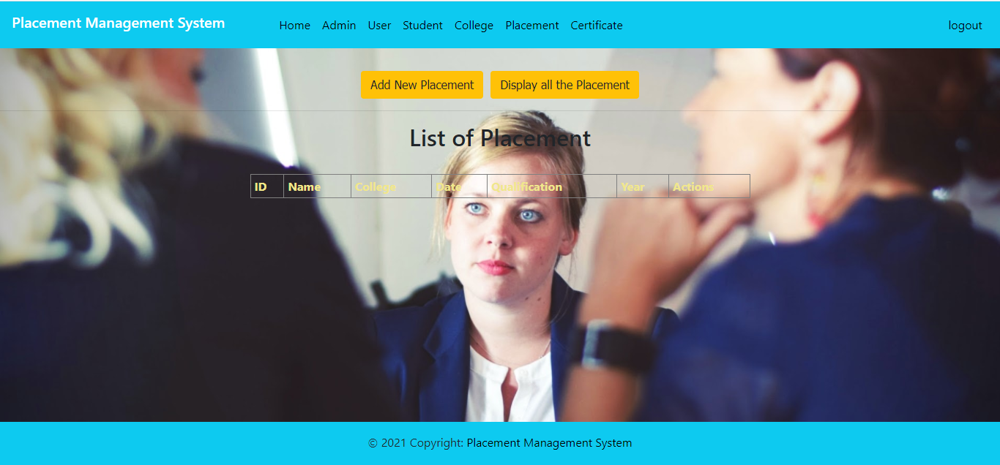 Placement Management System Home Admin User Student College Placement Certificate logout
Add New Placement Display all the Placement
List of Placement
ID Name College Date Qualification Year Actions
© 2021 Copyright: Placement Management System